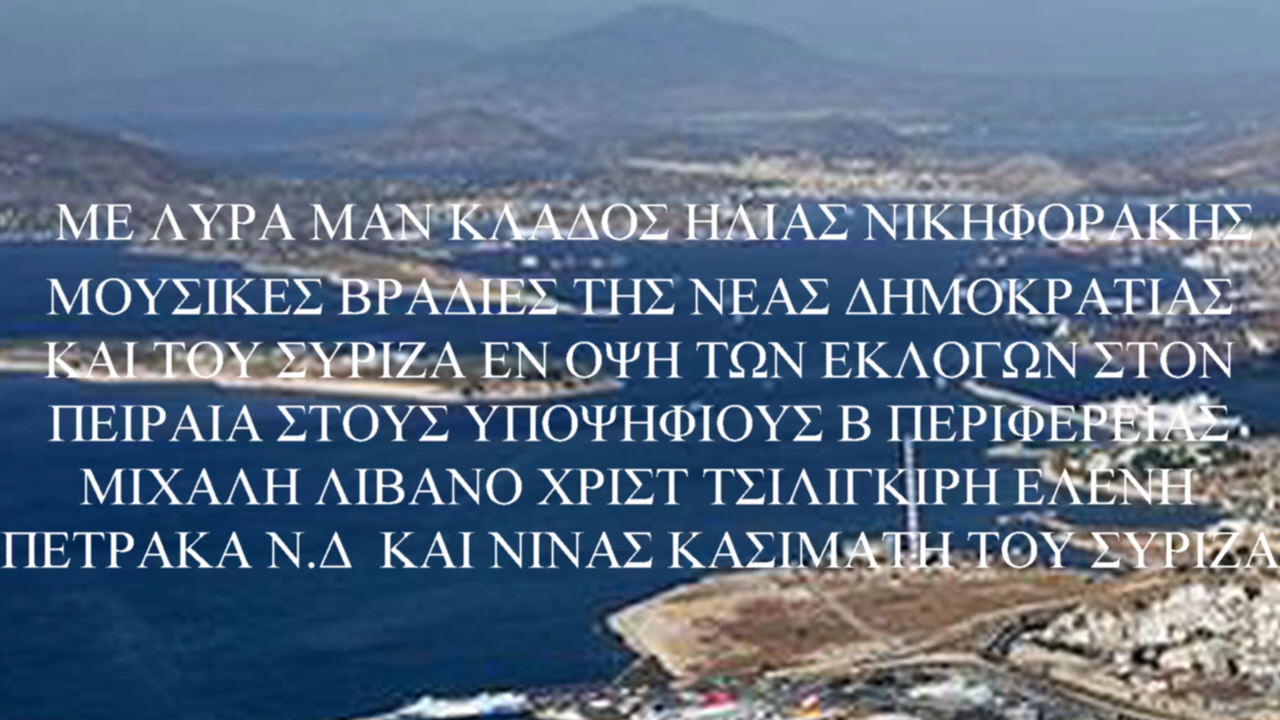 ΜΕ ΛΥΡΑ ΜΑΝ ΚΛΑΔΟΣ ΗΛΙΑΣ ΝΙΚΗΦΟΡΑΚΗΣ
ΜΟΥΣΙΚΕΣ ΒΡΑΔΙΕΣ ΤΗΣ ΝΕΑΣ ΔΗΜΟΚΡΑΤΙΑΣ
ΚΑΙ ΤΟΥ ΣΥΡΙΖΑ ΕΝ ΟΨΗ ΤΩΝ ΕΚΛΟΓΩΝ ΣΤΟΝ
ΠΕΙΡΑΙΑ ΣΤΟΥΣ ΥΠΟΨΗΦΙΟΥΣ Β ΠΕΡΙΦΕΡΕΙΑΣ
ΜΙΧΑΛΗ ΛΙΒΑΝΟ ΧΡΙΣΤ ΤΣΙΛΙΓΚΙΡΗ ΕΛΕΝΗ
ΠΕΤΡΑΚΑ Ν.Δ ΚΑΙ ΝΙΝΑΣ ΚΑΣΙΜΑΤΗ ΤΟΥ ΣΥΡΙΖΑ